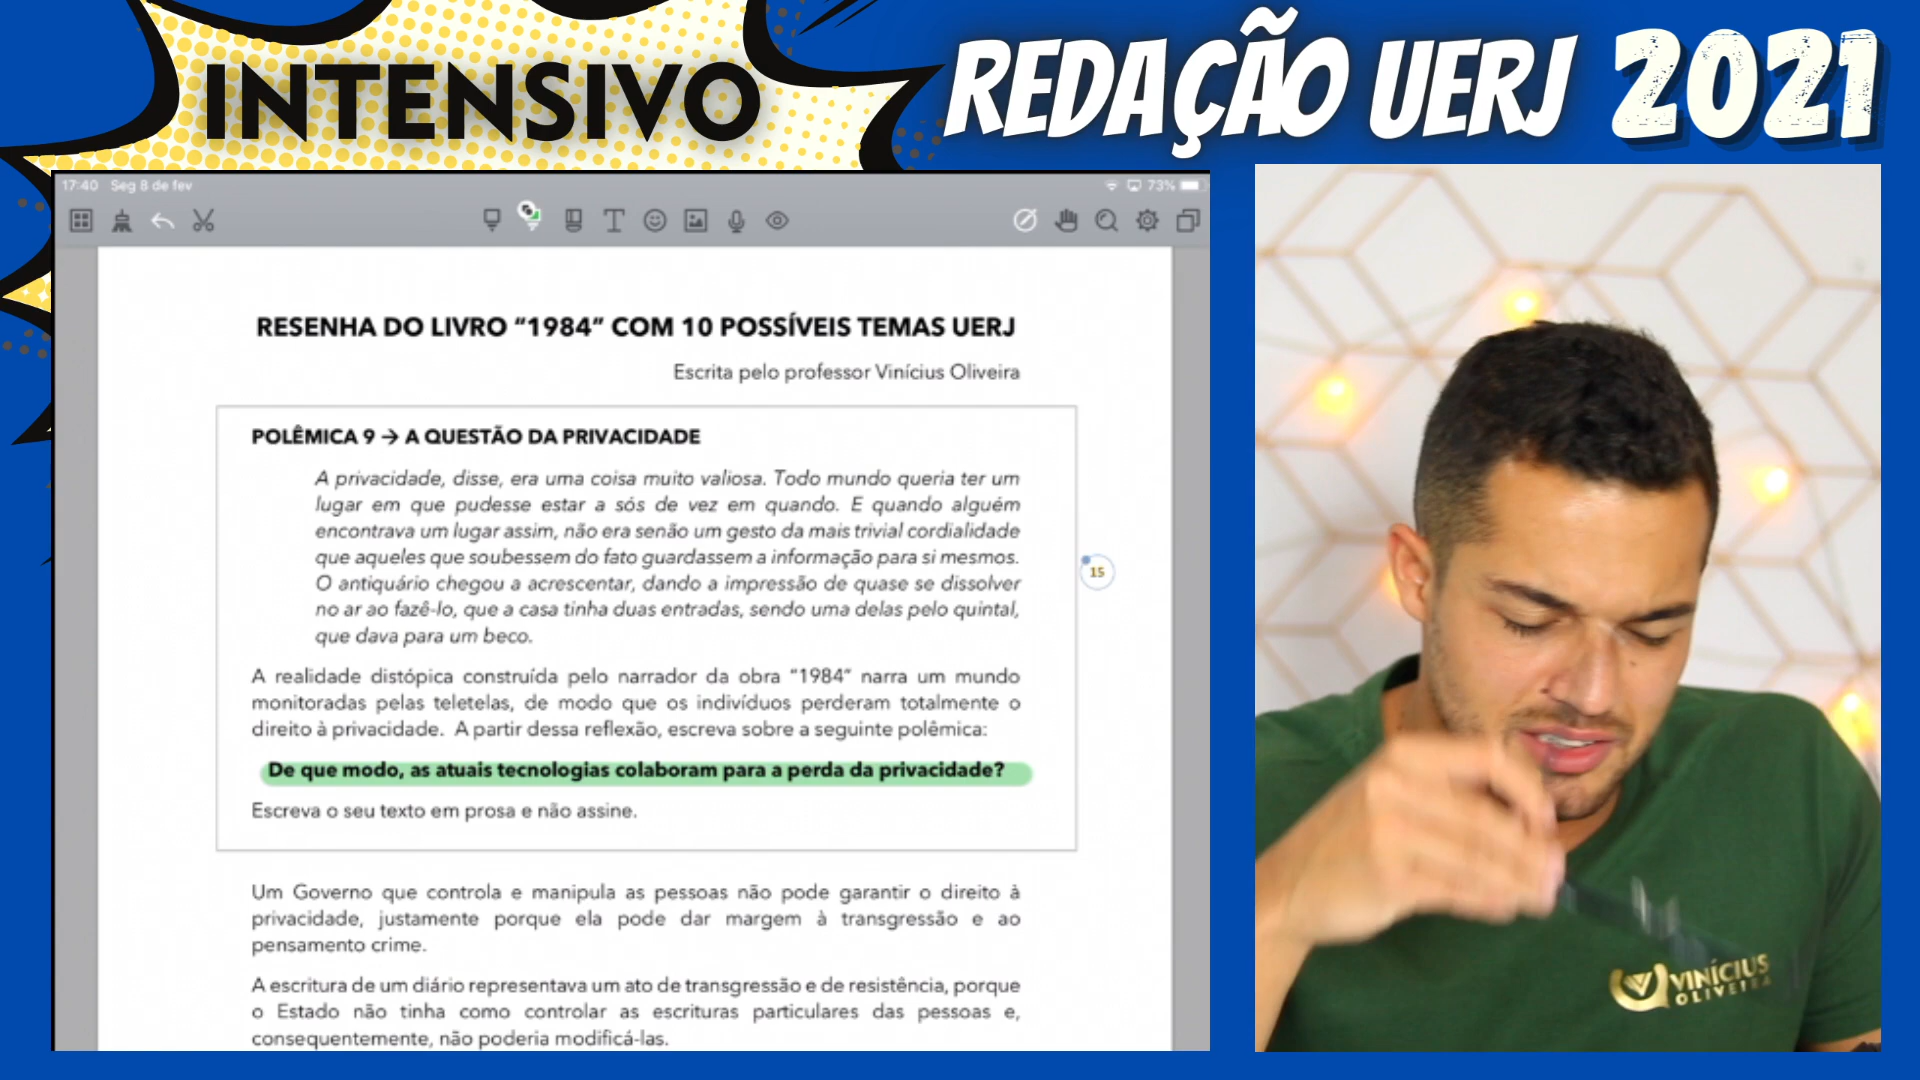 INTENSIVO
REDAÇÃO UERJ 2021
17:40 Seg 8 de fev
73%
RESENHA DO LIVRO “1984” COM 10 POSSÍVEIS TEMAS UERJ
Escrita pelo professor Vinícius Oliveira
POLÊMICA 9 → A QUESTÃO DA PRIVACIDADE
A privacidade, disse, era uma coisa muito valiosa. Todo mundo queria ter um
lugar em que pudesse estar a sós de vez em quando. E quando alguém
encontrava um lugar assim, não era senão um gesto da mais trivial cordialidade
que aqueles que soubessem do fato guardassem a informação para si mesmos.
O antiquário chegou a acrescentar, dando a impressão de quase se dissolver
no ar ao fazê-lo, que a casa tinha duas entradas, sendo uma delas pelo quintal,
que dava para um beco.
15
A realidade distópica construída pelo narrador da obra “1984” narra um mundo
monitoradas pelas teletelas, de modo que os indivíduos perderam totalmente o
direito à privacidade. A partir dessa reflexão, escreva sobre a seguinte polêmica:
De que modo, as atuais tecnologias colaboram para a perda da privacidade?
Escreva o seu texto em prosa e não assine.
Um Governo que controla e manipula as pessoas não pode garantir o direito à
privacidade, justamente porque ela pode dar margem à transgressão e ao
pensamento crime.
A escritura de um diário representava um ato de transgressão e de resistência, porque
o Estado não tinha como controlar as escrituras particulares das pessoas e,
consequentemente, não poderia modificá-las.
VINÍCIUS
OLIVEIRA